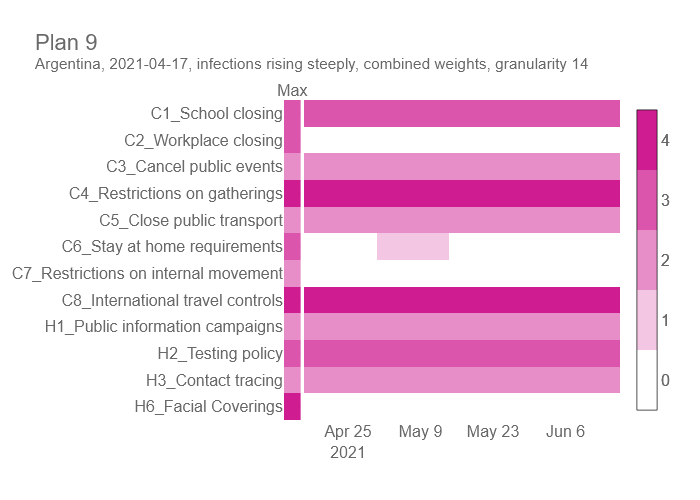 Plan 9
Argentina, 2021-04-17, infections rising steeply, combined weights, granularity 14
Max
C1_School closing
C2_Workplace closing
C3_Cancel public events
C4_Restrictions on gatherings
C5_Close public transport
C6_Stay at home requirements
C7_Restrictions on internal movement
C8_International travel controls
H1_Public information campaigns
H2_Testing policy
H3_Contact tracing
H6_Facial Coverings
4
3
2
1
0
Apr 25 May 9 May 23 Jun 6
2021